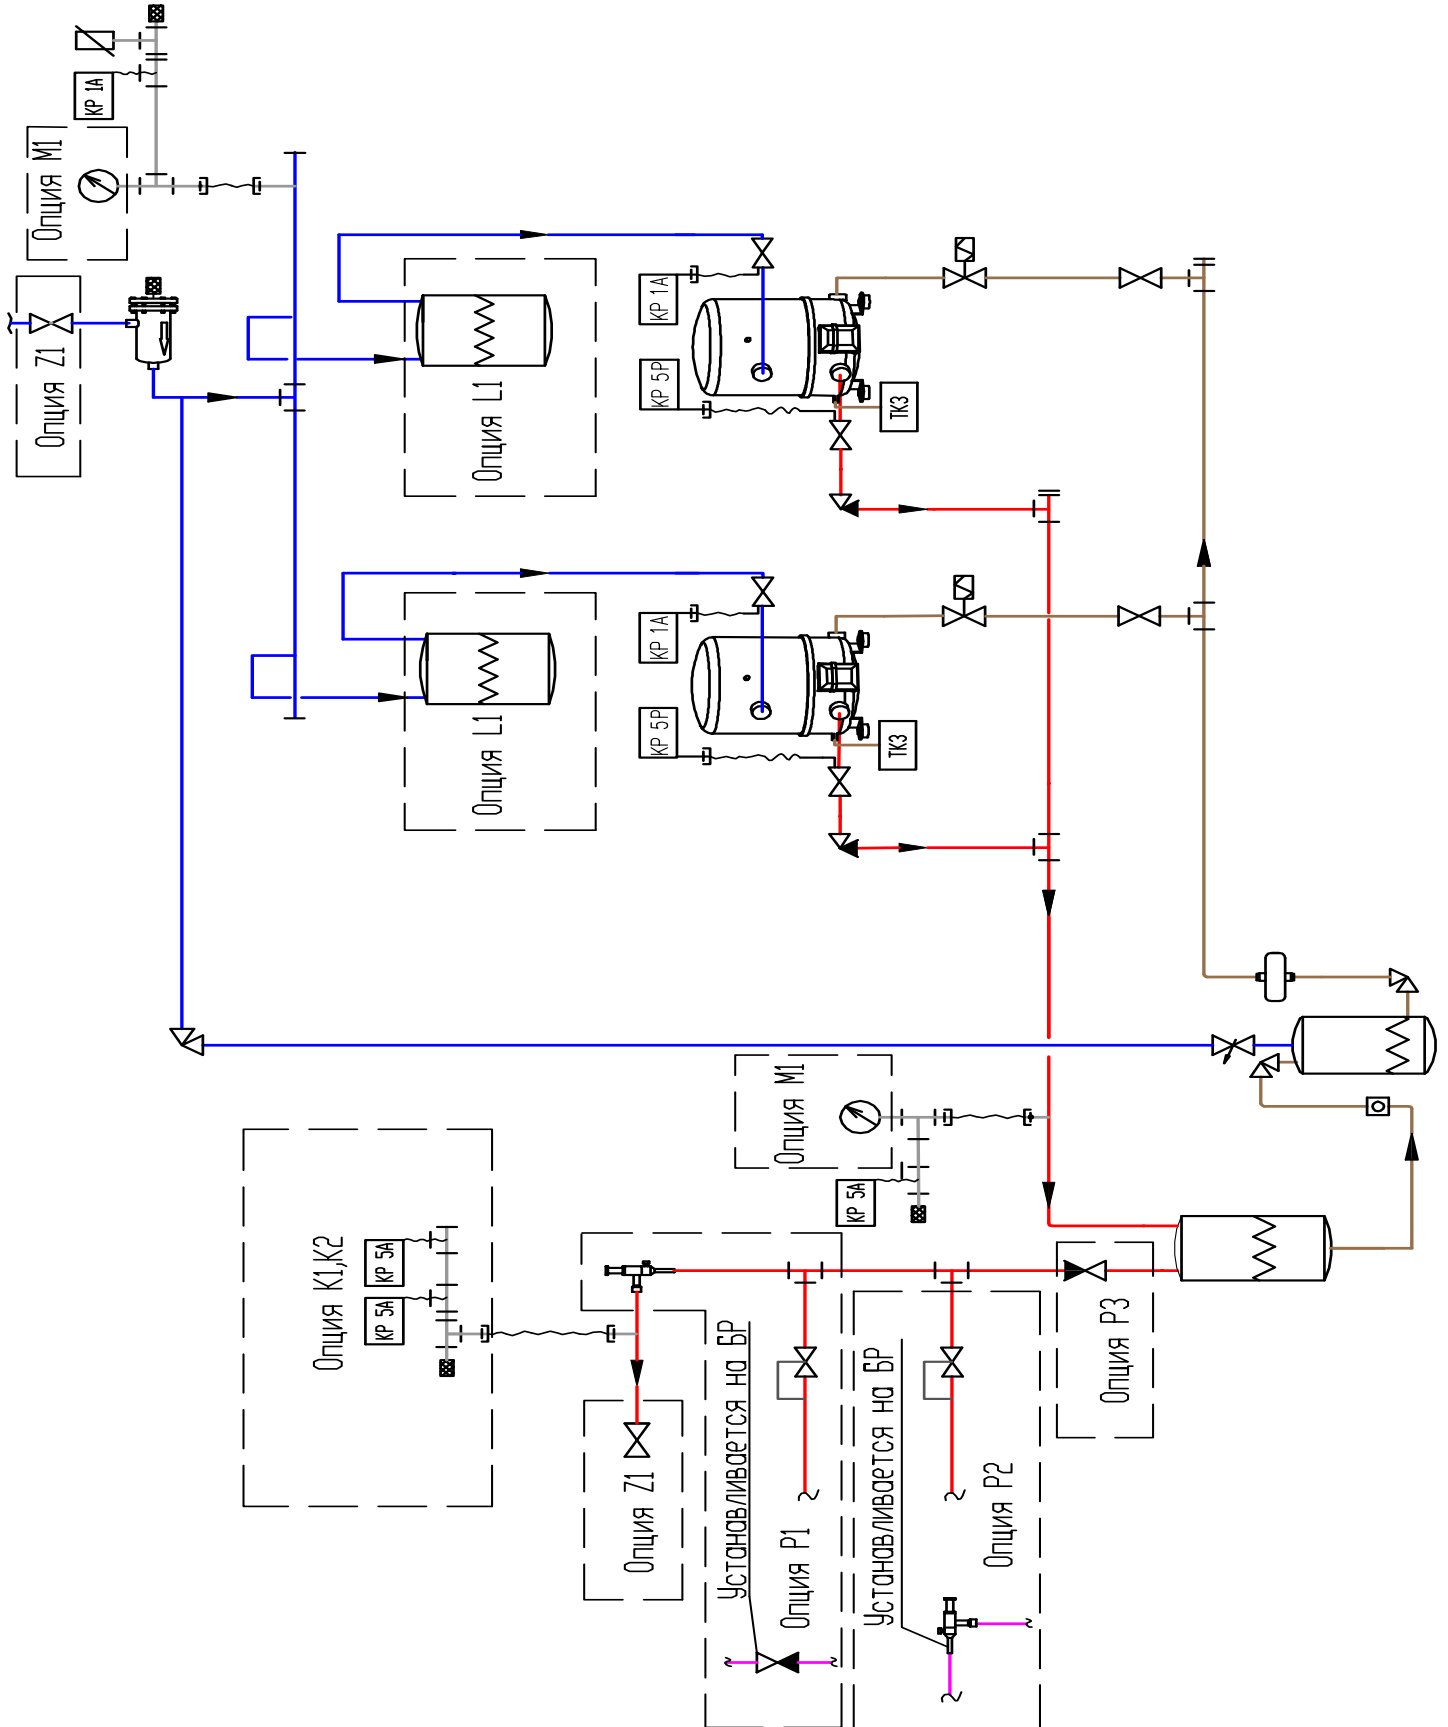 КР 1А
Опция М1
Опция Z1
Опция L1
КР 1А
КР 5Р
ТК3
Опция L1
КР 1А
КР 5Р
ТК3
Опция М1
КР 5А
Опция К1,К2
КР 5А
КР 5А
Опция Z1
Устанавливается на БР
Опция Р1
Устанавливается на БР
Опция Р2
Опция Р3